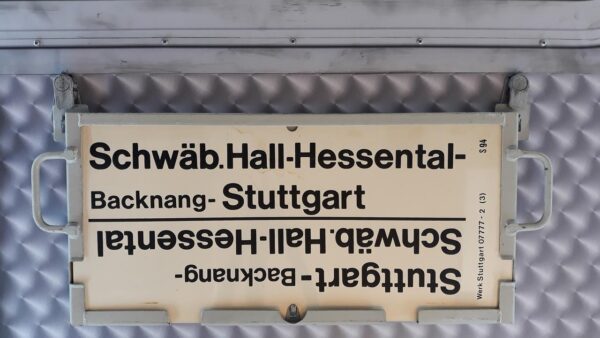 Schwäb.Hall-Hessental-
Backnang- Stuttgart
Stuttgart-Backnang-
Schwäb.Hall-Hessental
S 94
Werk Stuttgart 07777 - 2 (3)